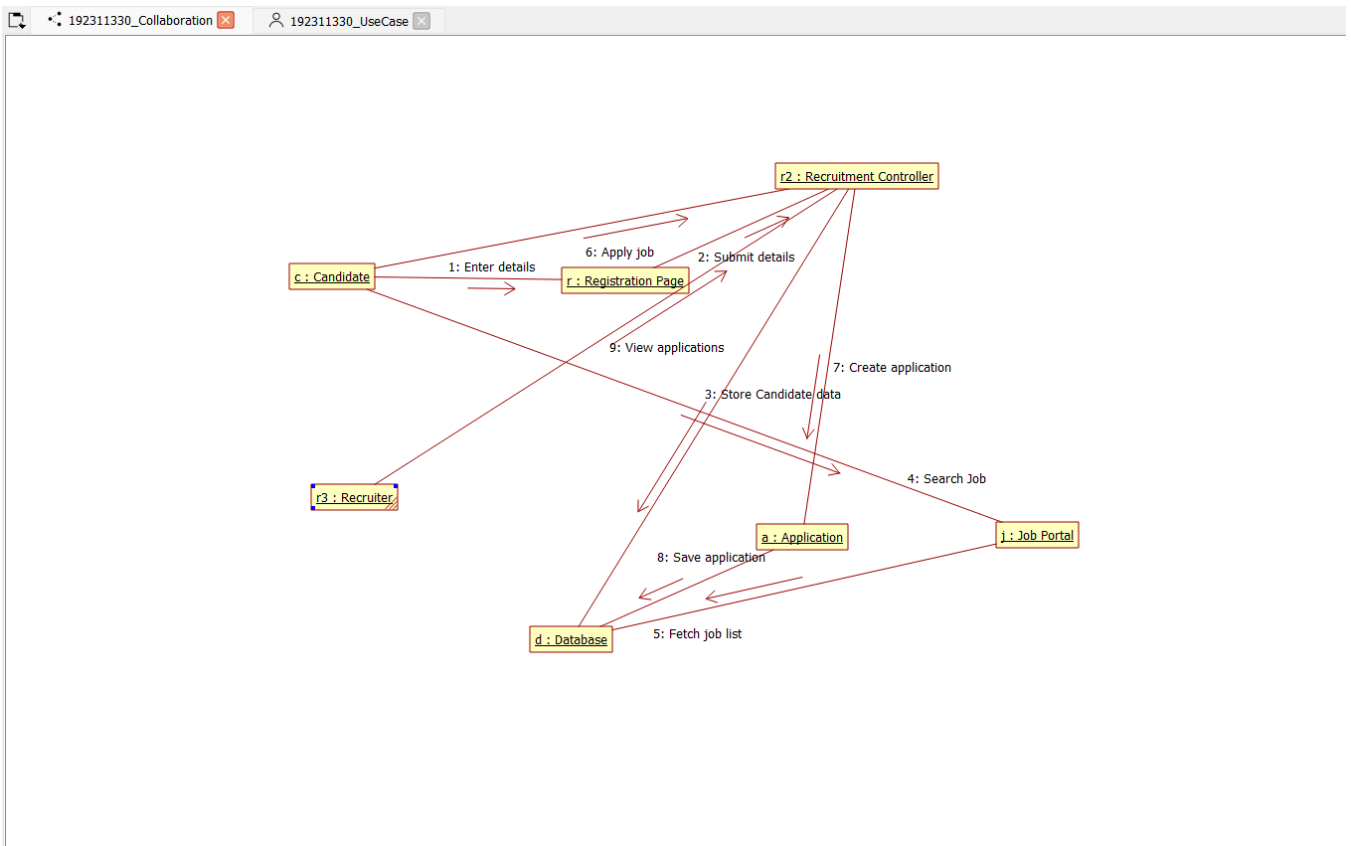 192311330_Collaboration
192311330_UseCase
r2 : Recruitment Controller
6: Apply job
2: Submit details
1: Enter details
c : Candidate
r : Registration Page
9: View applications
7: Create application
3: Store Candidate data
4: Search Job
r3 : Recruiter
a : Application
j : Job Portal
8: Save application
d : Database
5: Fetch job list